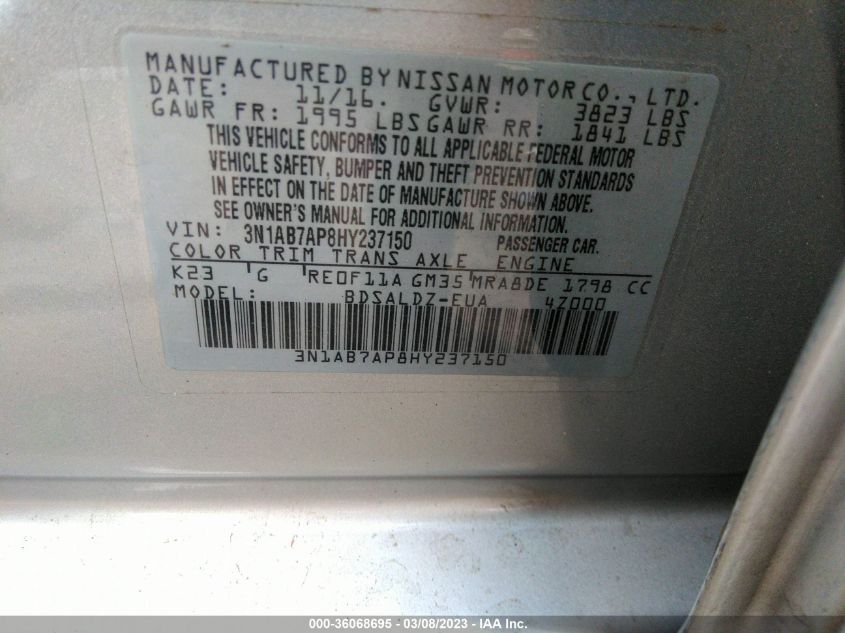 MANUFACTURED BY NISSAN MOTOR CO., LTD.
DATE: 11/16. GVWR: 3823 LBS
GAWR FR: 1995 LBS GAWR RR: 1841 LBS
THIS VEHICLE CONFORMS TO ALL APPLICABLE FEDERAL MOTOR
VEHICLE SAFETY, BUMPER AND THEFT PREVENTION STANDARDS
IN EFFECT ON THE DATE OF MANUFACTURE SHOWN ABOVE.
SEE OWNER'S MANUAL FOR ADDITIONAL INFORMATION.
VIN: 3N1AB7AP8HY237150 PASSENGER CAR.
COLOR TRIM TRANS AXLE ENGINE
K23 G RE0F11A GM35 MRA8DE 1798 CC
MODEL: BDSALDZ-EUA 4Z000
3N1AB7AP8HY237150
000-36068695 - 03/08/2023 - IAA Inc.